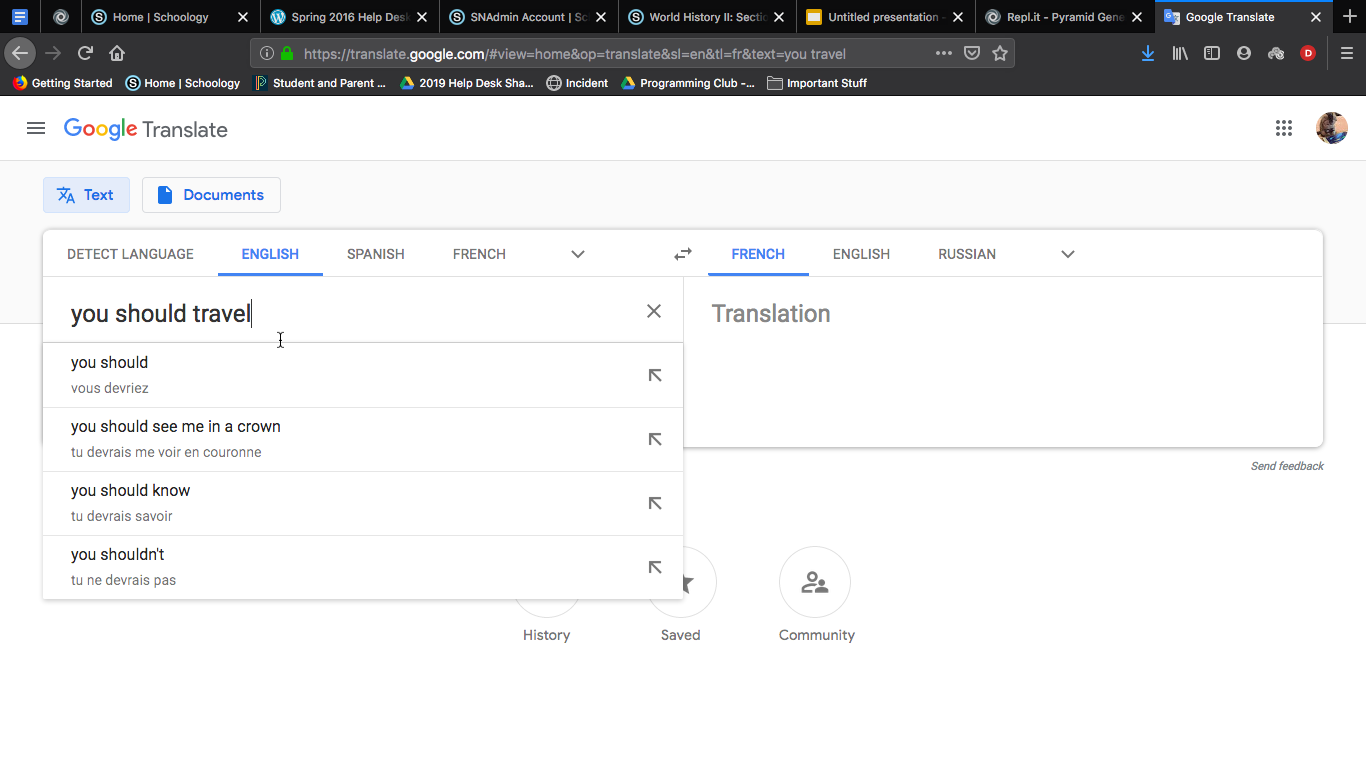 Home | Schoology
Spring 2016 Help Des
SNAdmin Account | Sc
World History II: Sectio
Untitled presentation -
Repl.it - Pyramid Gene
Google Translate
https://translate.google.com/#view=home&op=translate&sl=en&tl=fr&text=you travel
D
Getting Started
Home | Schoology
Student and Parent ...
2019 Help Desk Sha...
Incident
Programming Club -...
Important Stuff
Google Translate
Text
Documents
DETECT LANGUAGE
ENGLISH
SPANISH
FRENCH
FRENCH
ENGLISH
RUSSIAN
you should travel
Translation
you should
vous devriez
you should see me in a crown
tu devrais me voir en couronne
you should know
tu devrais savoir
you shouldn't
tu ne devrais pas
Send feedback
History
Saved
Community